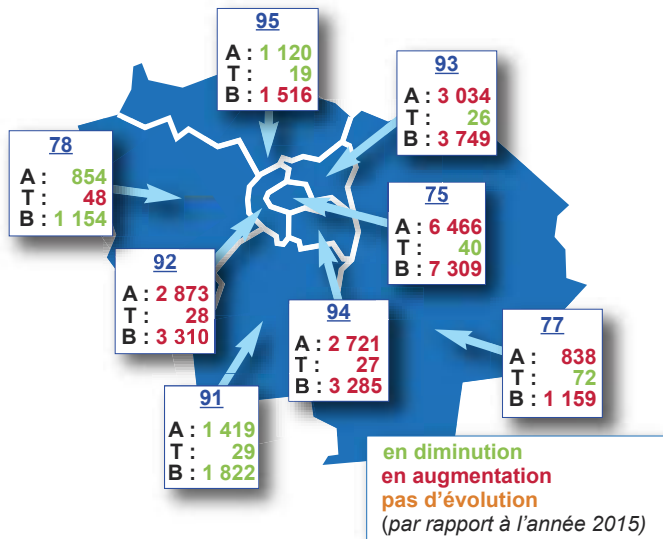 95
A : 1 120
T : 19
B : 1 516
93
A : 3 034
T : 26
B : 3 749
78
A : 854
T : 48
B : 1 154
75
A : 6 466
T : 40
B : 7 309
92
A : 2 873
T : 28
B : 3 310
94
A : 2 721
T : 27
B : 3 285
77
A : 838
T : 72
B : 1 159
91
A : 1 419
T : 29
B : 1 822
en diminution
en augmentation
pas d'évolution
(par rapport à l'année 2015)